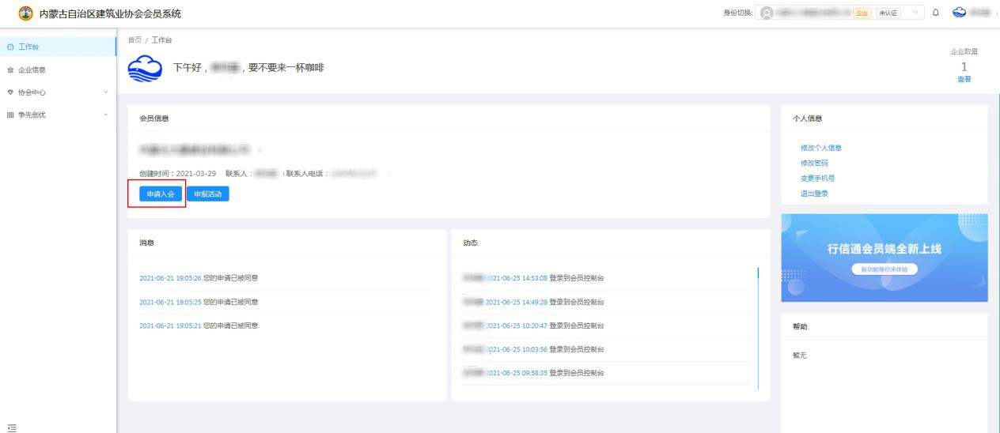 内蒙古自治区建筑业协会会员系统
身份切换:
企业
未认证
工作台
企业信息
协会中心
争先创优
首页 / 工作台
下午好，
，要不要来一杯咖啡
企业数量
1
查看
会员信息
创建时间：2021-03-29 联系人： 联系人电话：
申请入会 申报活动
个人信息
修改个人信息
修改密码
变更手机号
退出登录
行信通会员端全新上线
新功能等你来体验
消息
2021-06-21 19:05:26 您的申请已被同意
2021-06-21 19:05:25 您的申请已被同意
2021-06-21 19:05:21 您的申请已被同意
动态
2021-06-25 14:53:08 登录到会员控制台
2021-06-25 14:49:28 登录到会员控制台
2021-06-25 10:20:47 登录到会员控制台
2021-06-25 10:03:56 登录到会员控制台
2021-06-25 09:58:35 登录到会员控制台
帮助
暂无